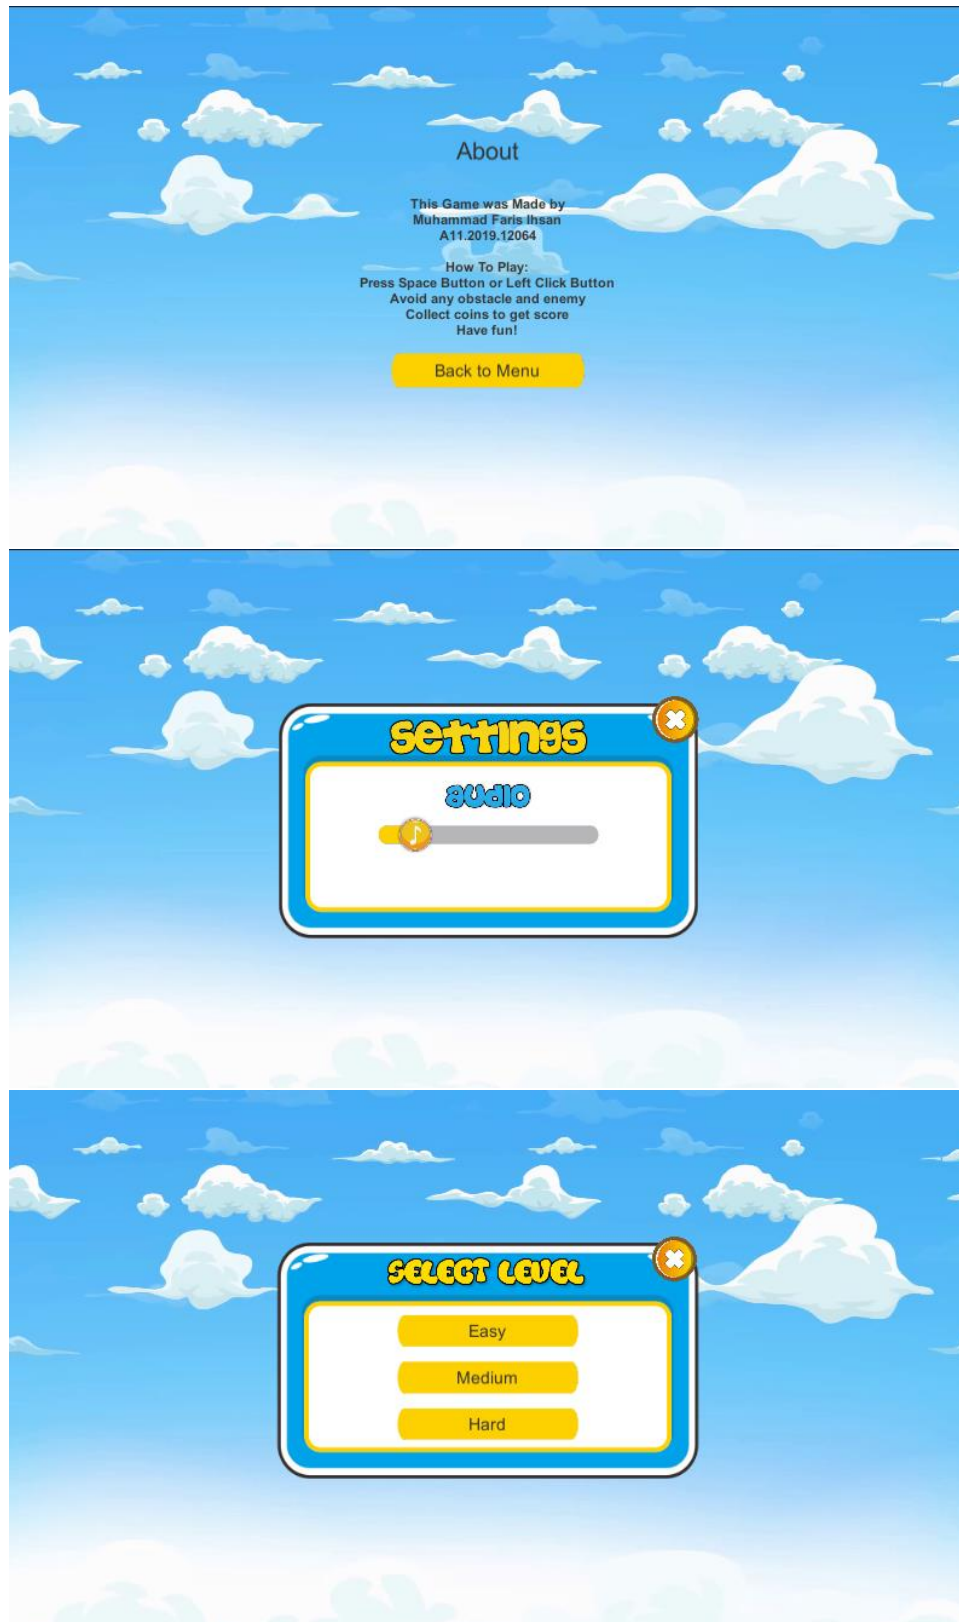 About
This Game was Made by
Muhammad Faris Ihsan
A11.2019.12064
How To Play:
Press Space Button or Left Click Button
Avoid any obstacle and enemy
Collect coins to get score
Have fun!
Back to Menu
settings
audio
SELECT LEVEL
Easy
Medium
Hard